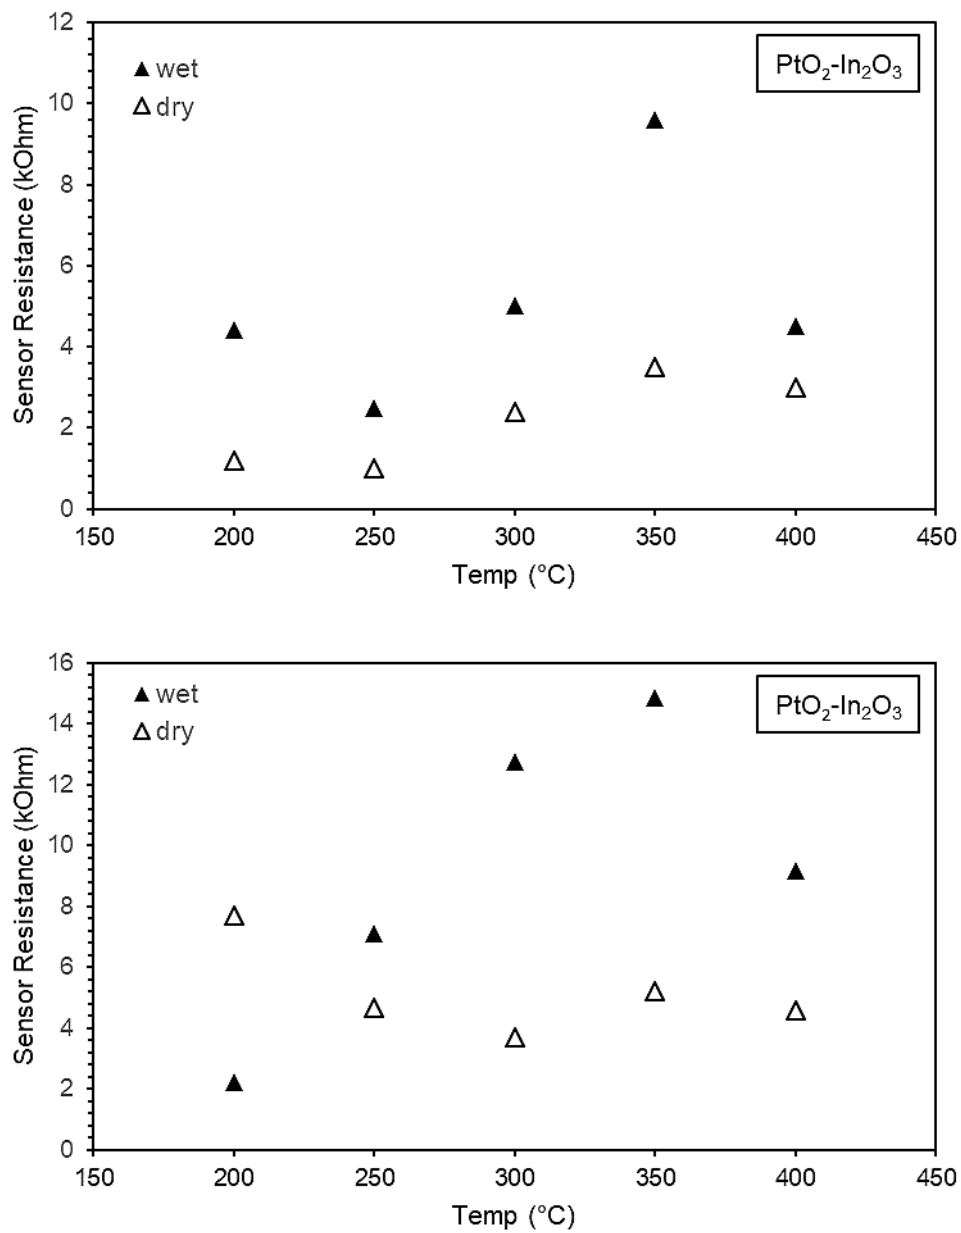 12
10
8
6
4
2
0
Sensor Resistance (kOhm)
▲ wet
△ dry
PtO₂-In₂O₃
150 200 250 300 350 400 450
Temp (°C)
16
14
12
10
8
6
4
2
0
Sensor Resistance (kOhm)
▲ wet
△ dry
PtO₂-In₂O₃
150 200 250 300 350 400 450
Temp (°C)